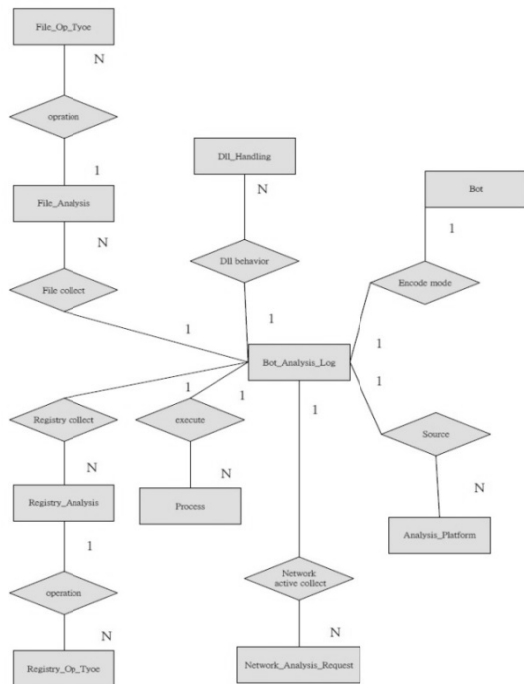 File_Op_Tyoe
N
opration
1
File_Analysis
N
File collect
1
Dll_Handling
N
Dll behavior
1
Bot
1
Encode mode
1
Bot_Analysis_Log
1
Registry collect
N
Registry_Analysis
1
operation
N
Registry_Op_Tyoe
1
execute
N
Process
1
Network
active collect
N
Network_Analysis_Request
1
Source
N
Analysis_Platform